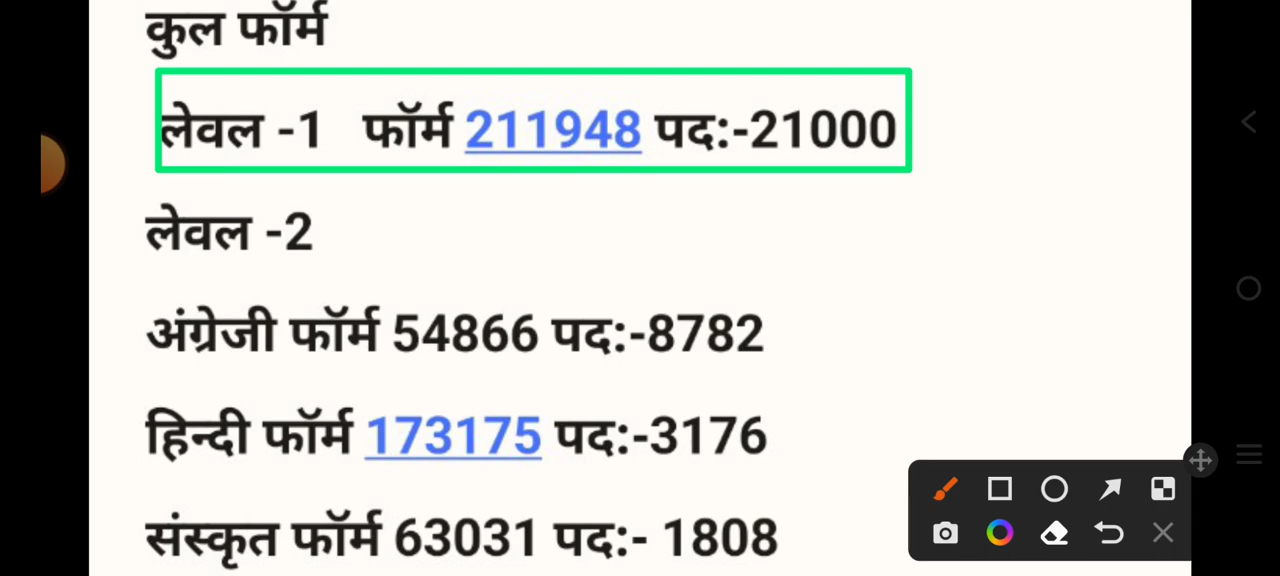 कुल फॉर्म
लेवल -1 फॉर्म 211948 पद:-21000
लेवल -2
अंग्रेजी फॉर्म 54866 पद:-8782
हिन्दी फॉर्म 173175 पद:-3176
संस्कृत फॉर्म 63031 पद:- 1808